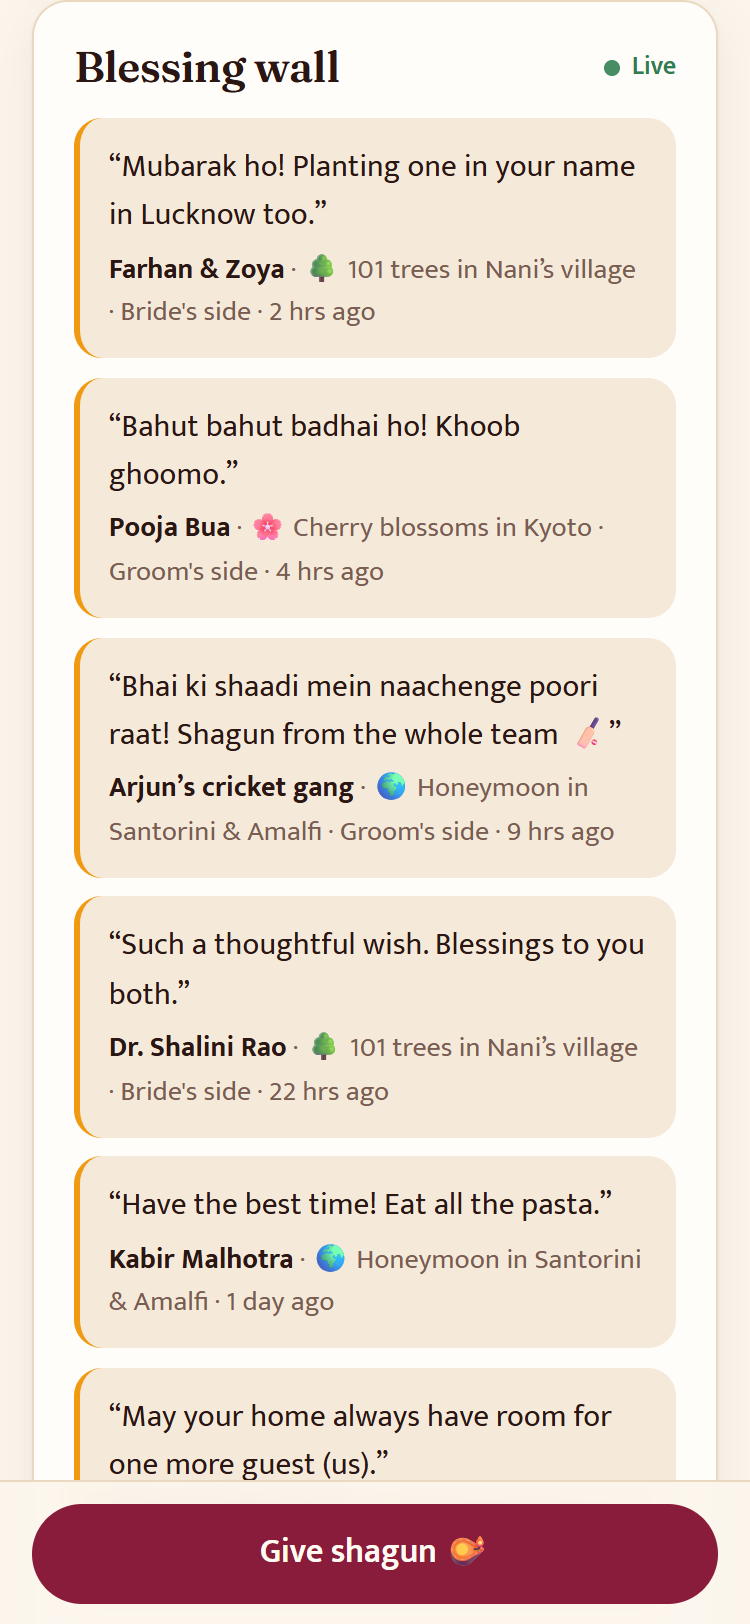 Blessing wall
Live
“Mubarak ho! Planting one in your name
in Lucknow too.”
Farhan & Zoya · 🌳 101 trees in Nani’s village
· Bride's side · 2 hrs ago
“Bahut bahut badhai ho! Khoob
ghoomo.”
Pooja Bua · 🌸 Cherry blossoms in Kyoto ·
Groom's side · 4 hrs ago
“Bhai ki shaadi mein naachenge poori
raat! Shagun from the whole team 🏏”
Arjun’s cricket gang · 🌍 Honeymoon in
Santorini & Amalfi · Groom's side · 9 hrs ago
“Such a thoughtful wish. Blessings to you
both.”
Dr. Shalini Rao · 🌳 101 trees in Nani’s village
· Bride's side · 22 hrs ago
“Have the best time! Eat all the pasta.”
Kabir Malhotra · 🌍 Honeymoon in Santorini
& Amalfi · 1 day ago
“May your home always have room for
one more guest (us).”
Give shagun 🪔